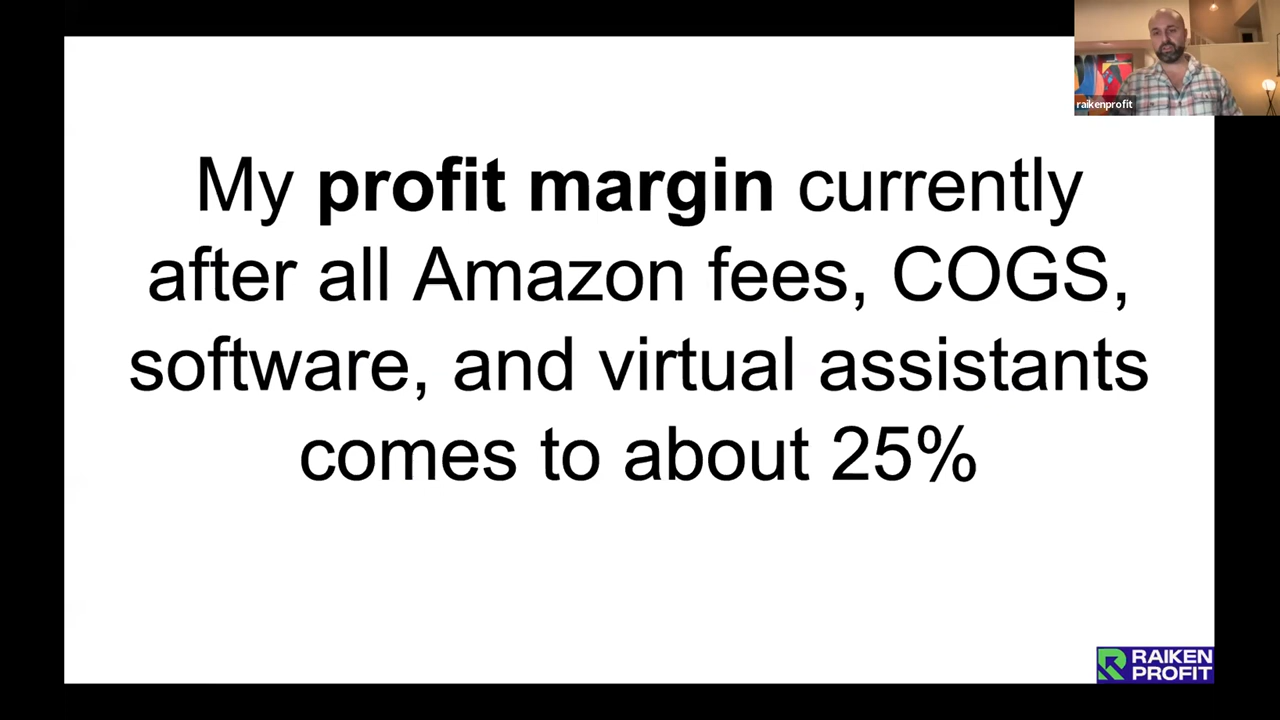 raikenprofit
My profit margin currently
after all Amazon fees, COGS,
software, and virtual assistants
comes to about 25%
RAIKEN
PROFIT